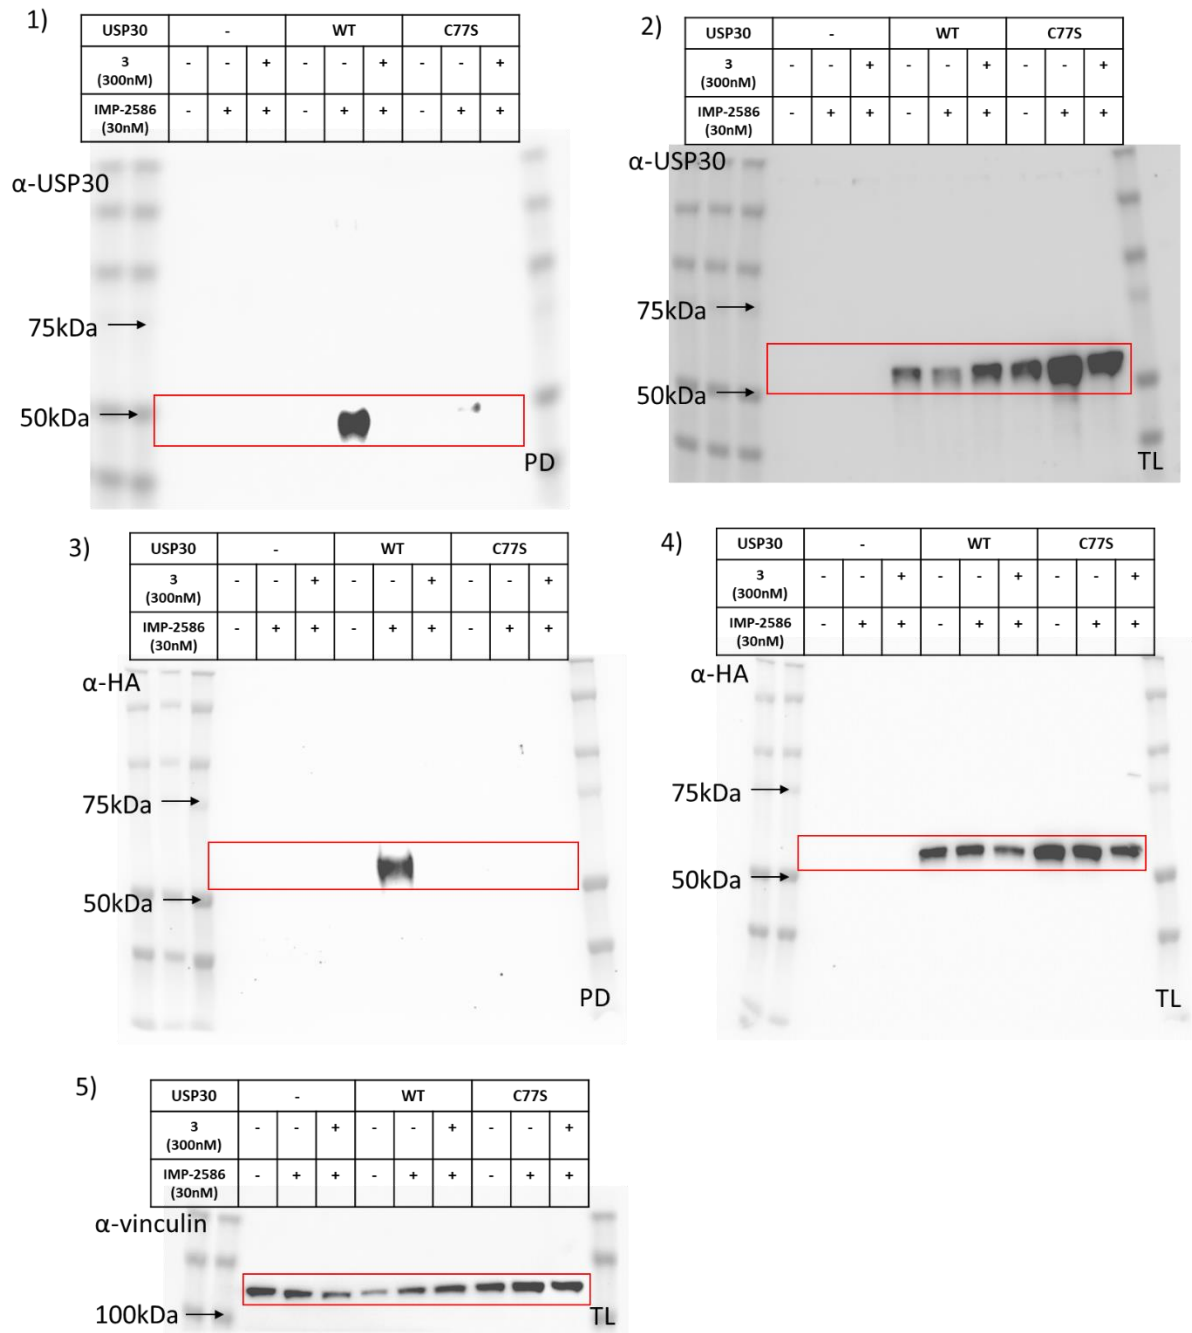 1)
USP30 - WT C77S
3 (300nM) - - + - - + - - +
IMP-2586 (30nM) - + + - + + - + +
α-USP30
75kDa
50kDa
PD
2)
USP30 - WT C77S
3 (300nM) - - + - - + - - +
IMP-2586 (30nM) - + + - + + - + +
α-USP30
75kDa
50kDa
TL
3)
USP30 - WT C77S
3 (300nM) - - + - - + - - +
IMP-2586 (30nM) - + + - + + - + +
α-HA
75kDa
50kDa
PD
4)
USP30 - WT C77S
3 (300nM) - - + - - + - - +
IMP-2586 (30nM) - + + - + + - + +
α-HA
75kDa
50kDa
TL
5)
USP30 - WT C77S
3 (300nM) - - + - - + - - +
IMP-2586 (30nM) - + + - + + - + +
α-vinculin
100kDa
TL